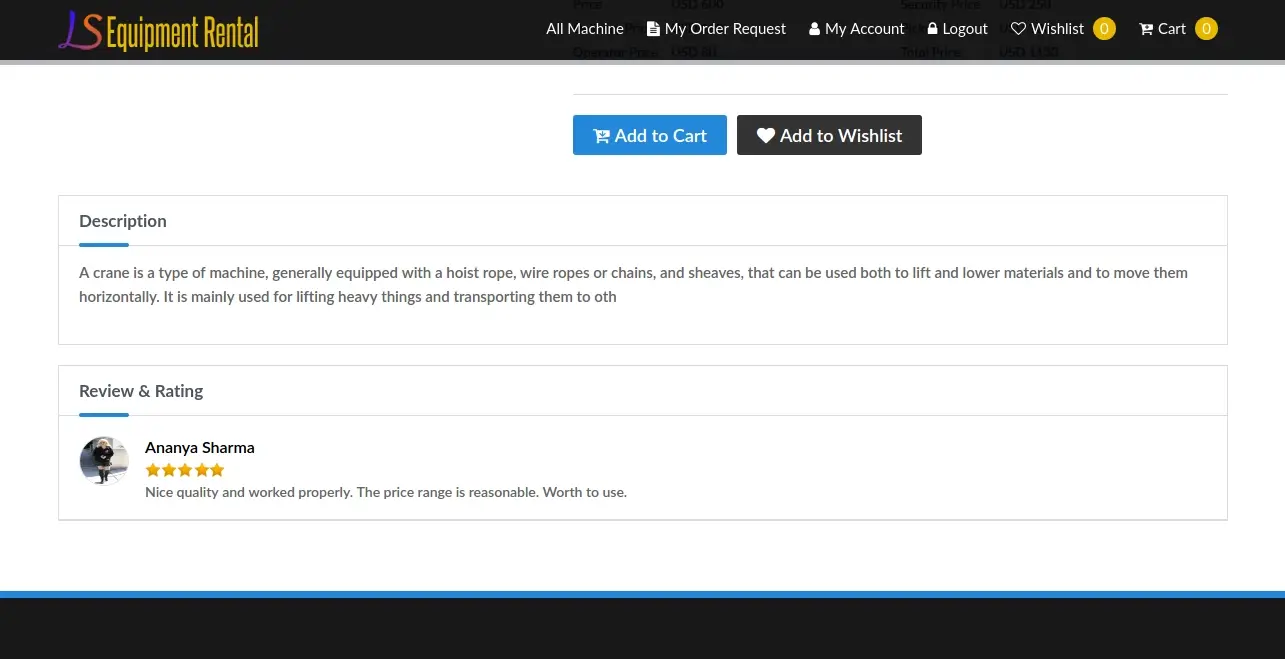 LS Equipment Rental
All Machine My Order Request My Account Logout Wishlist 0 Cart 0
Price USD 600 Security Price USD 250
Operator Price USD 80 Total Price USD 1100
Add to Cart Add to Wishlist
Description
A crane is a type of machine, generally equipped with a hoist rope, wire ropes or chains, and sheaves, that can be used both to lift and lower materials and to move them
horizontally. It is mainly used for lifting heavy things and transporting them to oth
Review & Rating
Ananya Sharma
Nice quality and worked properly. The price range is reasonable. Worth to use.